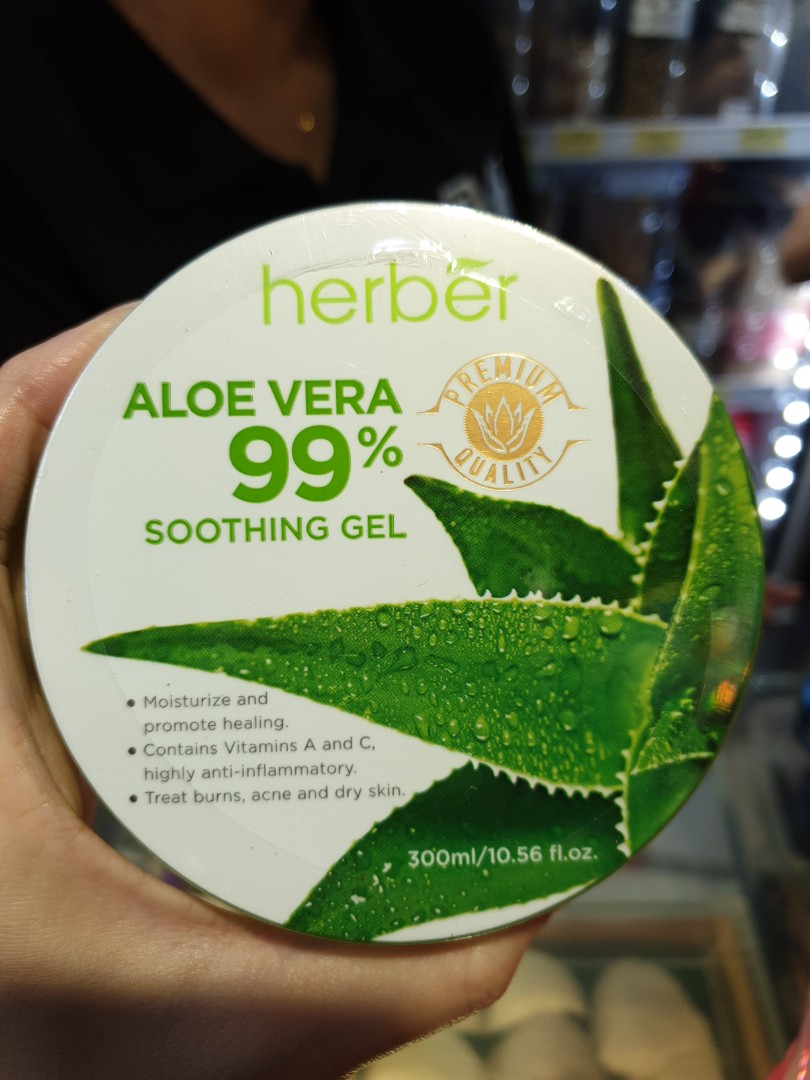 herber
ALOE VERA
99%
SOOTHING GEL
PREMIUM
QUALITY
• Moisturize and
promote healing.
• Contains Vitamins A and C,
highly anti-inflammatory.
• Treat burns, acne and dry skin.
300ml/10.56 fl.oz.